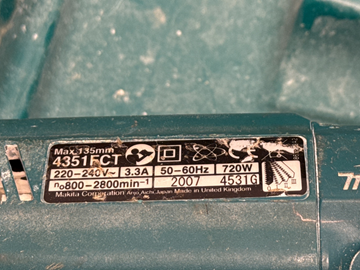 Max.135mm
4351FCT
220-240V~ 3.3A 50-60Hz 720W
n₀800-2800min⁻¹ 2007 4531G
Makita Corporation Anjo, Aichi, Japan Made in United Kingdom